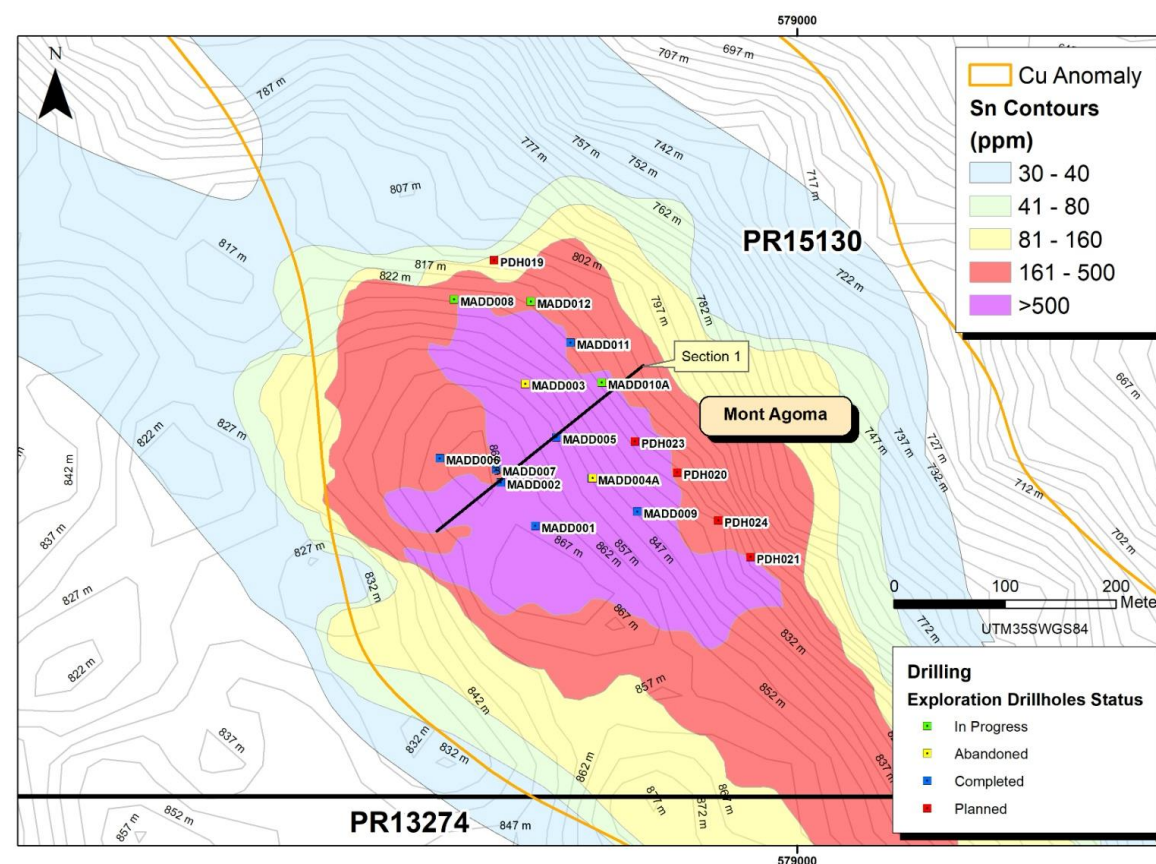 579000
N
Cu Anomaly
Sn Contours
(ppm)
30 - 40
41 - 80
81 - 160
161 - 500
>500
697 m
707 m
787 m
742 m
757 m
777 m
752 m
717 m
807 m
762 m
PR15130
817 m
722 m
817 m
PDH019
802 m
822 m
MADD008
MADD012
797 m
782 m
MADD011
Section 1
MADD003
MADD010A
667 m
Mont Agoma
827 m
822 m
747 m
737 m
727 m
732 m
MADD005
PDH023
842 m
MADD006
MADD007
MADD002
MADD004A
PDH020
712 m
837 m
MADD009
PDH024
702 m
MADD001
867 m
862 m
857 m
847 m
827 m
PDH021
832 m
0 100 200
827 m
867 m
772 m
UTM35SWGS84
832 m
822 m
857 m
852 m
842 m
837 m
832 m
832 m
862 m
837 m
877 m
872 m
867 m
852 m
857 m
847 m
PR13274
Drilling
Exploration Drillholes Status
In Progress
Abandoned
Completed
Planned
579000